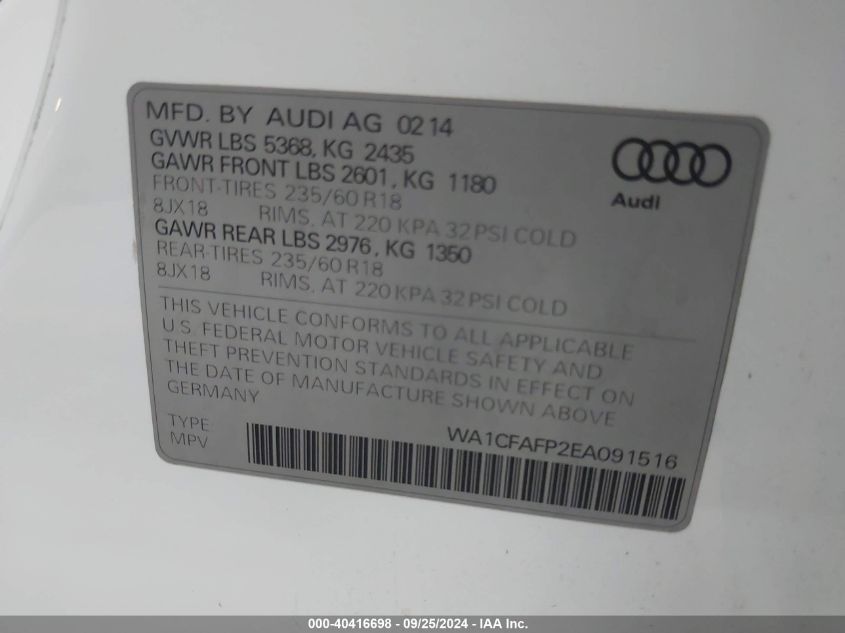 MFD. BY AUDI AG 0214
GVWR LBS 5368, KG 2435
GAWR FRONT LBS 2601, KG 1180
FRONT-TIRES 235/60 R18
8JX18 RIMS, AT 220 KPA 32 PSI COLD
GAWR REAR LBS 2976, KG 1350
REAR-TIRES 235/60 R18
8JX18 RIMS, AT 220 KPA 32 PSI COLD
Audi
THIS VEHICLE CONFORMS TO ALL APPLICABLE
U.S. FEDERAL MOTOR VEHICLE SAFETY AND
THEFT PREVENTION STANDARDS IN EFFECT ON
THE DATE OF MANUFACTURE SHOWN ABOVE
GERMANY
TYPE:
MPV
WA1CFAFP2EA091516
000-40416698 - 09/25/2024 - IAA Inc.